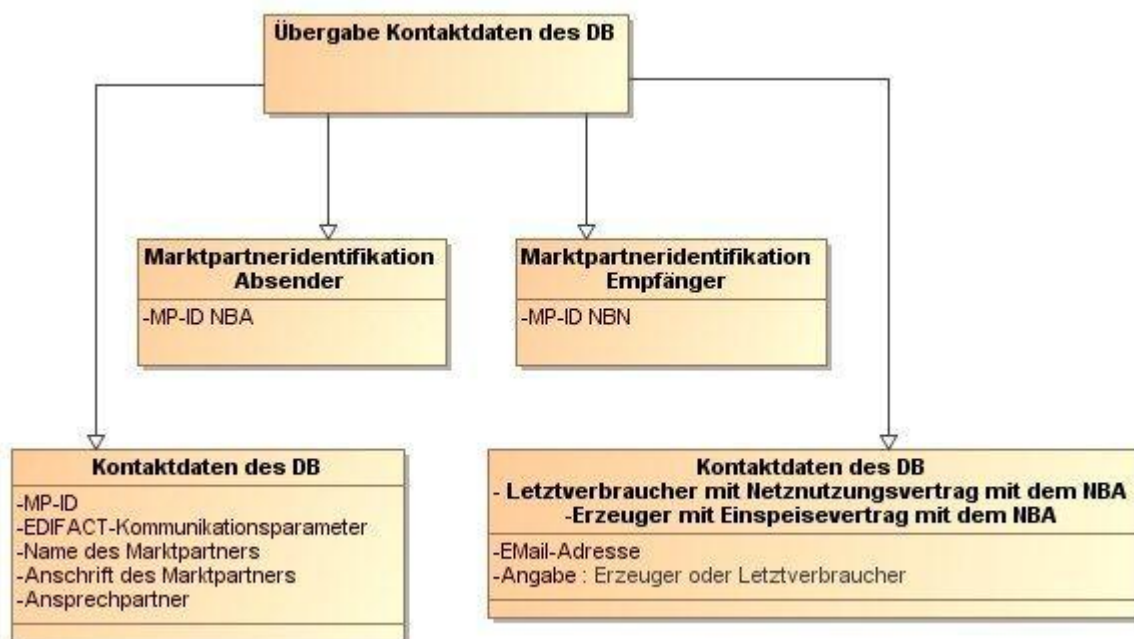 Übergabe Kontaktdaten des DB
Marktpartneridentifikation
Absender
-MP-ID NBA
Marktpartneridentifikation
Empfänger
-MP-ID NBN
Kontaktdaten des DB
-MP-ID
-EDIFACT-Kommunikationsparameter
-Name des Marktpartners
-Anschrift des Marktpartners
-Ansprechpartner
Kontaktdaten des DB
- Letztverbraucher mit Netznutzungsvertrag mit dem NBA
-Erzeuger mit Einspeisevertrag mit dem NBA
-EMail-Adresse
-Angabe : Erzeuger oder Letztverbraucher